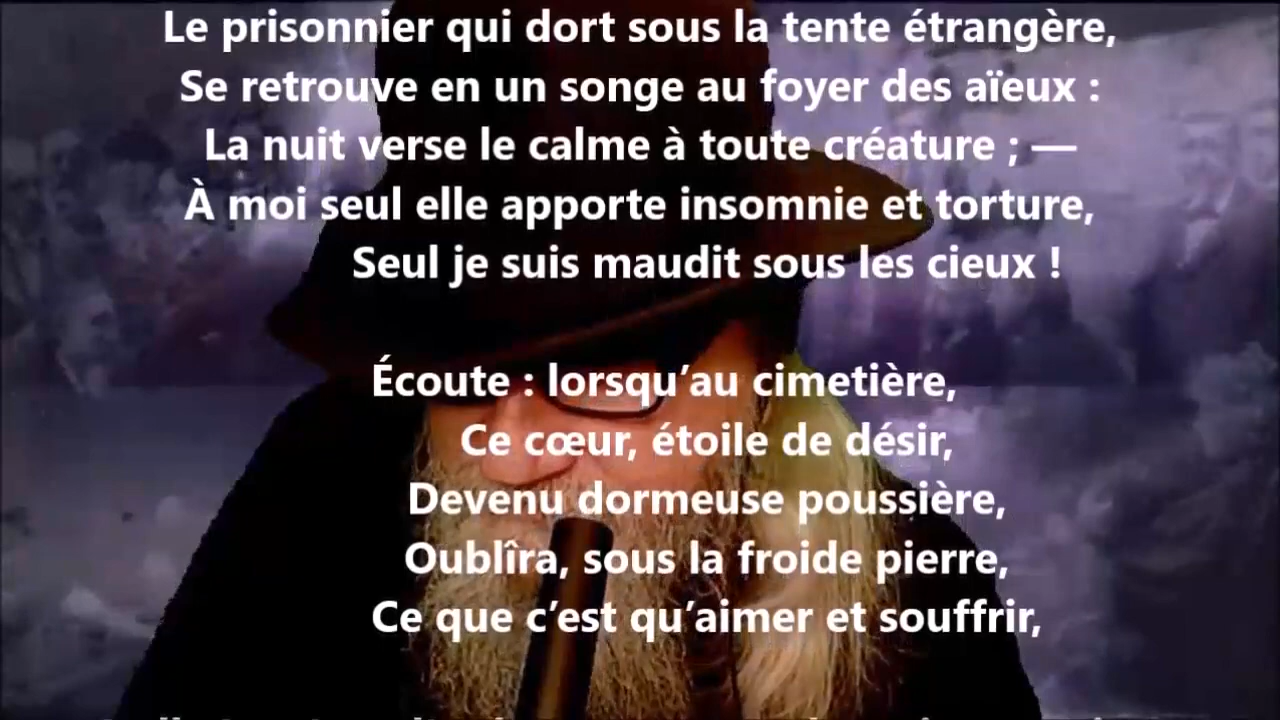 Le prisonnier qui dort sous la tente étrangère,
Se retrouve en un songe au foyer des aïeux :
La nuit verse le calme à toute créature ; —
À moi seul elle apporte insomnie et torture,
Seul je suis maudit sous les cieux !
Écoute : lorsqu’au cimetière,
Ce cœur, étoile de désir,
Devenu dormeuse poussière,
Oublîra, sous la froide pierre,
Ce que c’est qu’aimer et souffrir,